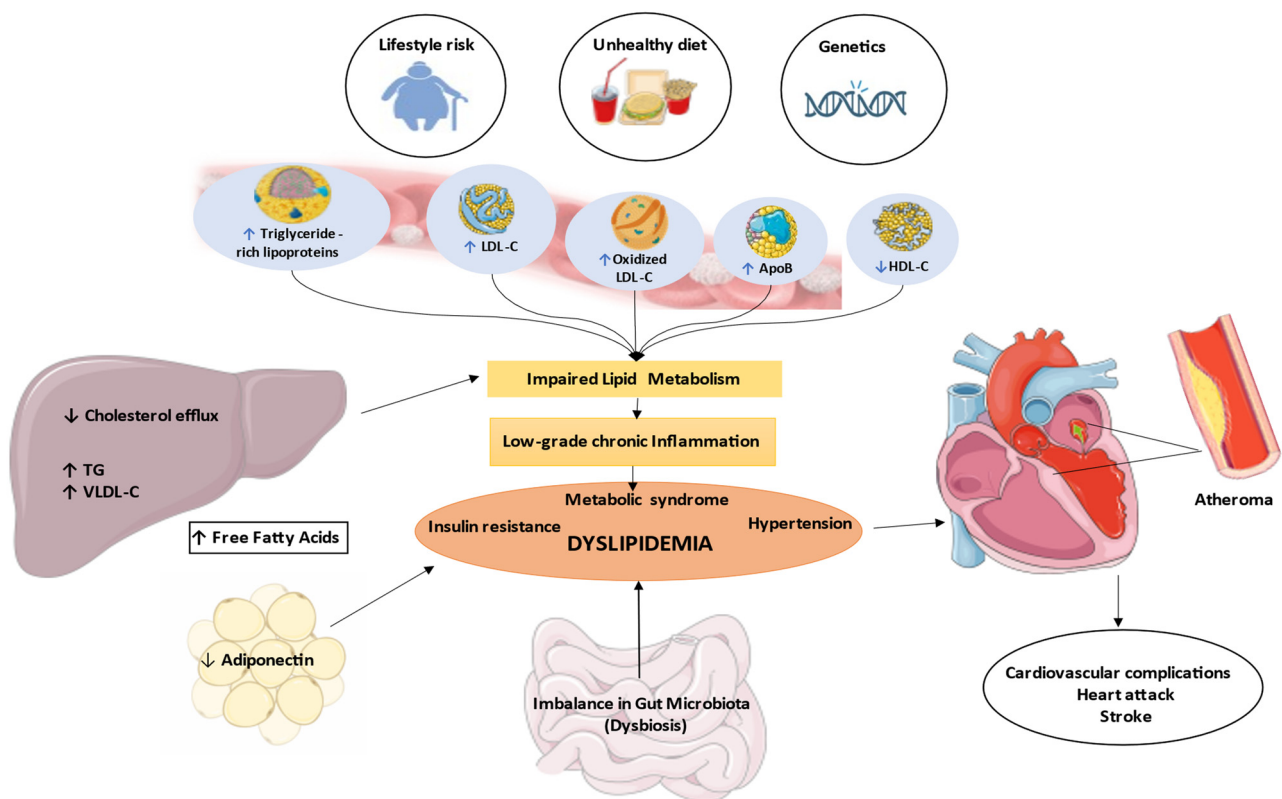 Lifestyle risk
Unhealthy diet
Genetics
↑ Triglyceride -
rich lipoproteins
↑ LDL-C
↑Oxidized
LDL-C
↑ ApoB
↓HDL-C
Impaired Lipid Metabolism
Low-grade chronic Inflammation
Metabolic syndrome
Insulin resistance
Hypertension
DYSLIPIDEMIA
↓ Cholesterol efflux
↑ TG
↑ VLDL-C
↑ Free Fatty Acids
↓ Adiponectin
Imbalance in Gut Microbiota
(Dysbiosis)
Atheroma
Cardiovascular complications
Heart attack
Stroke